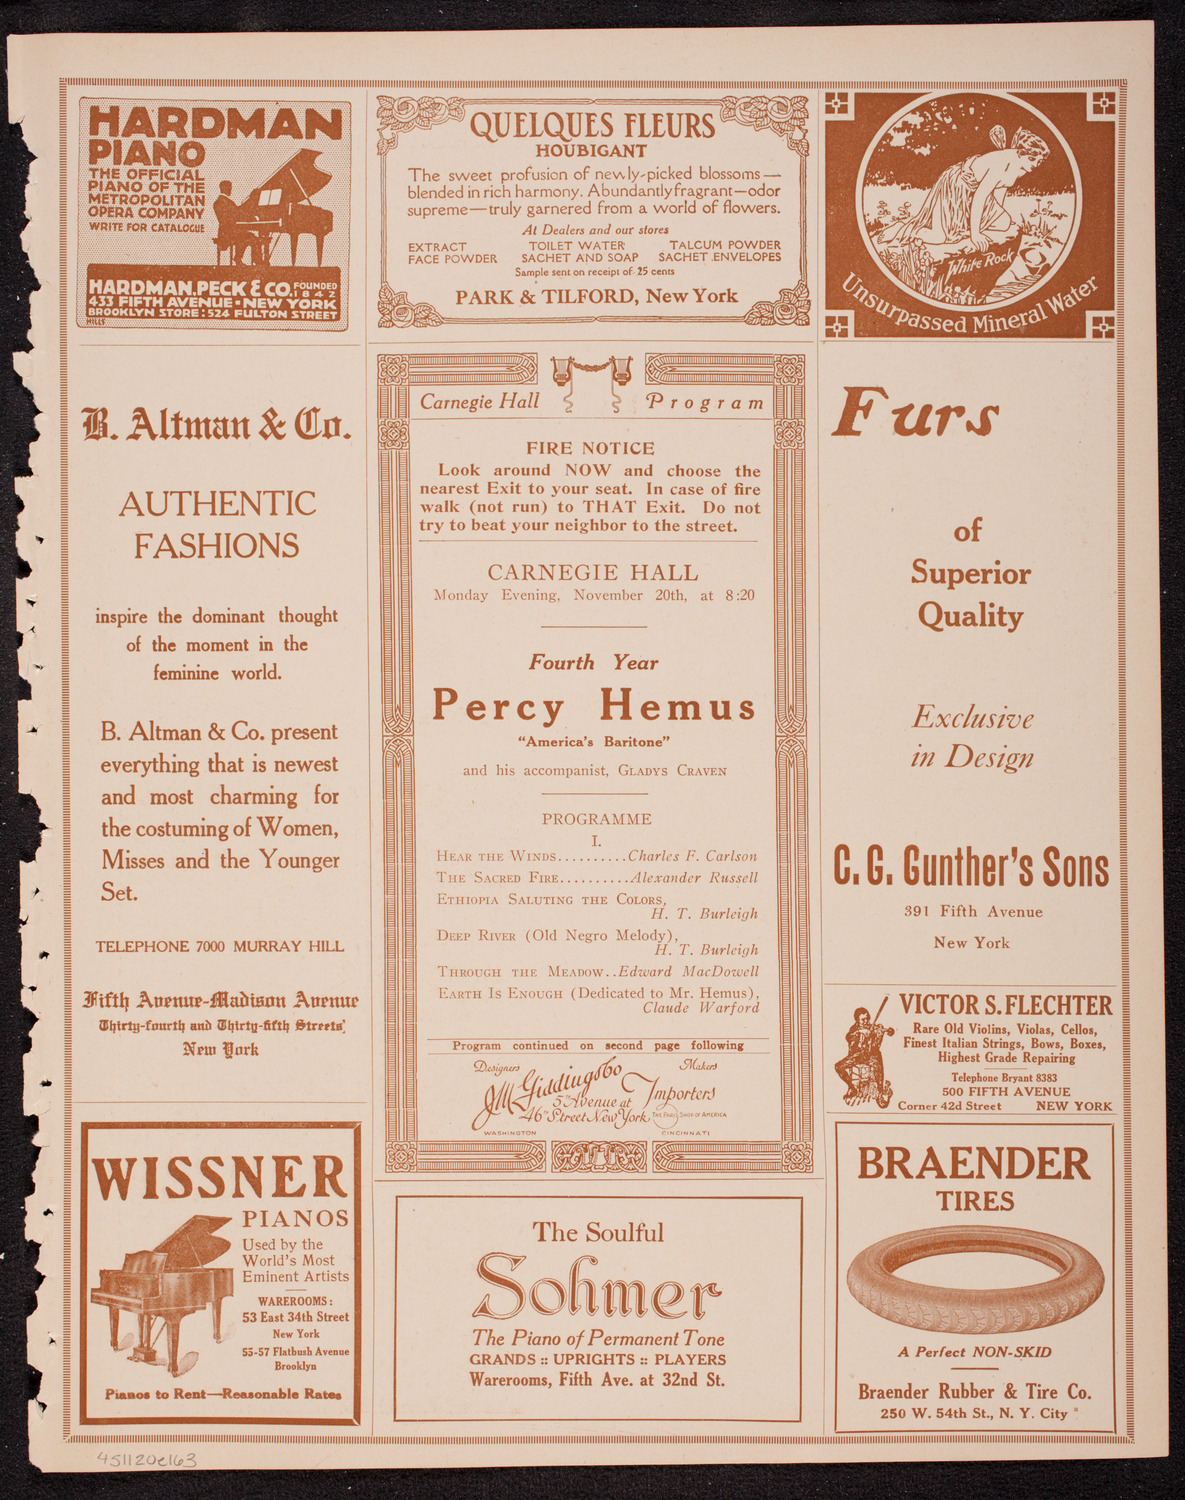 HARDMAN
PIANO
THE OFFICIAL
PIANO OF THE
METROPOLITAN
OPERA COMPANY
WRITE FOR CATALOGUE
HARDMAN, PECK & CO. FOUNDED 1842
433 FIFTH AVENUE · NEW YORK
BROOKLYN STORE: 524 FULTON STREET
HILLS
QUELQUES FLEURS
HOUBIGANT
The sweet profusion of newly-picked blossoms—
blended in rich harmony. Abundantly fragrant—odor
supreme—truly garnered from a world of flowers.
At Dealers and our stores
EXTRACT TOILET WATER TALCUM POWDER
FACE POWDER SACHET AND SOAP SACHET ENVELOPES
Sample sent on receipt of 25 cents
PARK & TILFORD, New York
White Rock
Unsurpassed Mineral Water
B. Altman & Co.
AUTHENTIC
FASHIONS
inspire the dominant thought
of the moment in the
feminine world.
B. Altman & Co. present
everything that is newest
and most charming for
the costuming of Women,
Misses and the Younger
Set.
TELEPHONE 7000 MURRAY HILL
Fifth Avenue-Madison Avenue
Thirty-fourth and Thirty-fifth Streets
New York
WISSNER
PIANOS
Used by the
World's Most
Eminent Artists
WAREROOMS:
53 East 34th Street
New York
55-57 Flatbush Avenue
Brooklyn
Pianos to Rent—Reasonable Rates
Carnegie Hall Program
FIRE NOTICE
Look around NOW and choose the
nearest Exit to your seat. In case of fire
walk (not run) to THAT Exit. Do not
try to beat your neighbor to the street.
CARNEGIE HALL
Monday Evening, November 20th, at 8:20
Fourth Year
Percy Hemus
"America's Baritone"
and his accompanist, GLADYS CRAVEN
PROGRAMME
I.
HEAR THE WINDS..........Charles F. Carlson
THE SACRED FIRE..........Alexander Russell
ETHIOPIA SALUTING THE COLORS,
H. T. Burleigh
DEEP RIVER (Old Negro Melody),
H. T. Burleigh
THROUGH THE MEADOW..Edward MacDowell
EARTH IS ENOUGH (Dedicated to Mr. Hemus),
Claude Warford
Program continued on second page following
Designers Makers
JM Giddings & Co
Importers
5th Avenue at
46th Street New York
THE PARIS SHOP OF AMERICA
WASHINGTON CINCINNATI
The Soulful
Sohmer
The Piano of Permanent Tone
GRANDS :: UPRIGHTS :: PLAYERS
Warerooms, Fifth Ave. at 32nd St.
Furs
of
Superior
Quality
Exclusive
in Design
C. G. Gunther's Sons
391 Fifth Avenue
New York
VICTOR S. FLECHTER
Rare Old Violins, Violas, Cellos,
Finest Italian Strings, Bows, Boxes,
Highest Grade Repairing
Telephone Bryant 8383
500 FIFTH AVENUE
Corner 42d Street NEW YORK
BRAENDER
TIRES
A Perfect NON-SKID
Braender Rubber & Tire Co.
250 W. 54th St., N. Y. City
451120e163